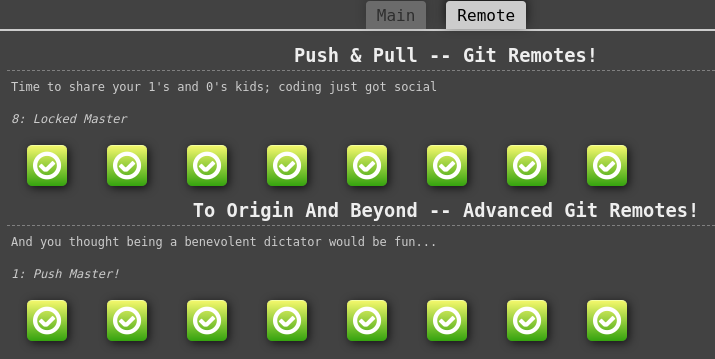 Main Remote
Push & Pull -- Git Remotes!
Time to share your 1's and 0's kids; coding just got social
8: Locked Master
To Origin And Beyond -- Advanced Git Remotes!
And you thought being a benevolent dictator would be fun...
1: Push Master!